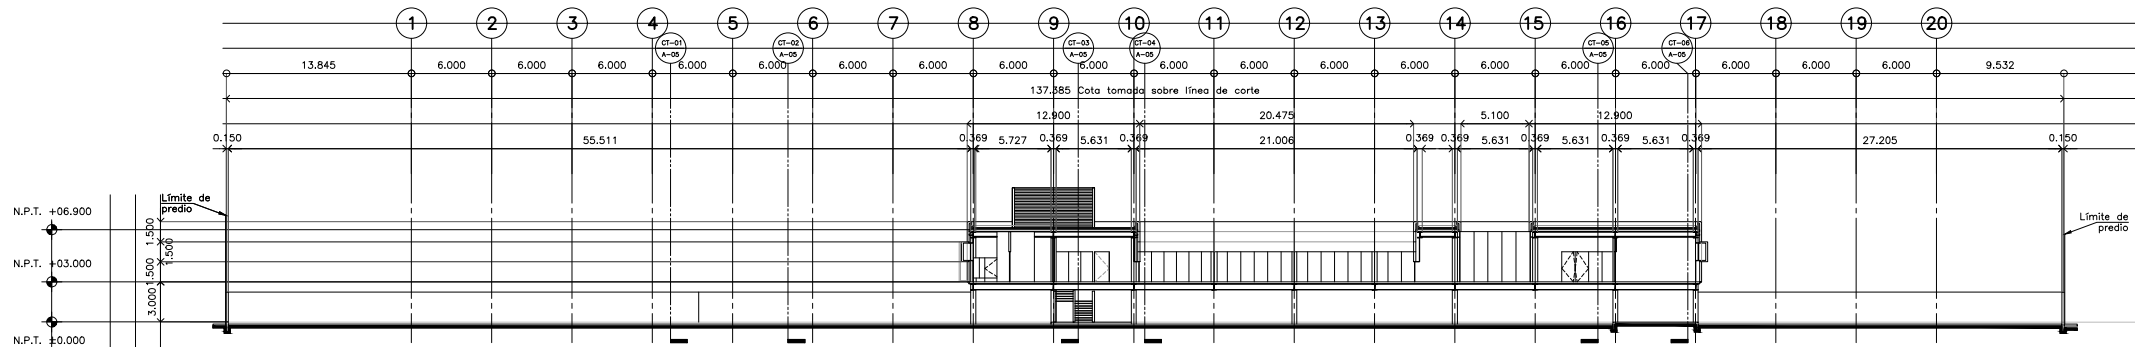 1 2 3 4 5 6 7 8 9 10 11 12 13 14 15 16 17 18 19 20
CT-01 CT-02 CT-03 CT-04 CT-05 CT-06
A-05 A-05 A-05 A-05 A-05 A-05
13.845 6.000 6.000 6.000 6.000 6.000 6.000 6.000 6.000 6.000 6.000 6.000 6.000 6.000 6.000 6.000 6.000 6.000 6.000 6.000 9.532
137.385 Cota tomada sobre línea de corte
12.900 20.475 5.100 12.900
0.150 55.511 0.369 5.727 0.369 5.631 0.369 21.006 0.369 0.369 5.631 0.369 5.631 0.369 5.631 0.369 27.205 0.150
Límite de
predio
N.P.T. +06.900
1.500
1.500
N.P.T. +03.000
1.500
3.000
N.P.T. ±0.000
Límite de
predio